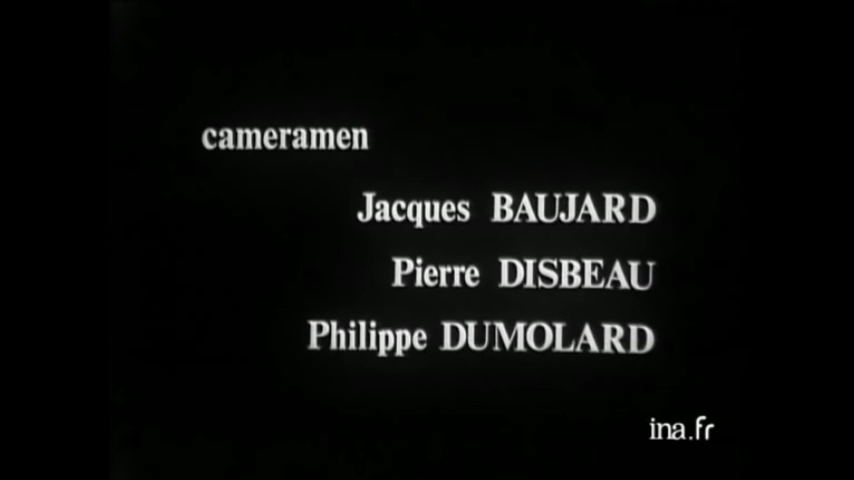 cameramen
Jacques BAUJARD
Pierre DISBEAU
Philippe DUMOLARD
ina.fr